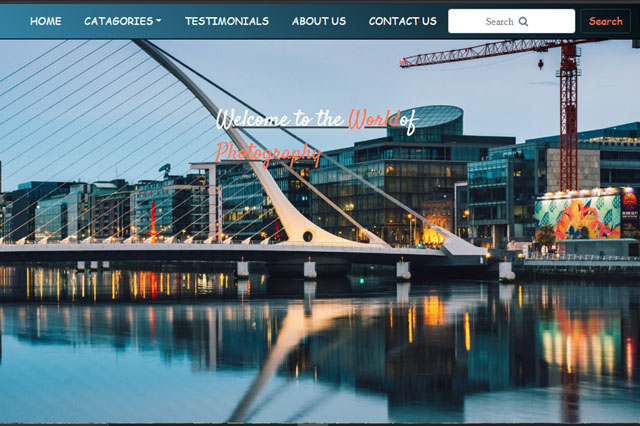 HOME CATAGORIES TESTIMONIALS ABOUT US CONTACT US Search Search
Welcome to the World of
Photography